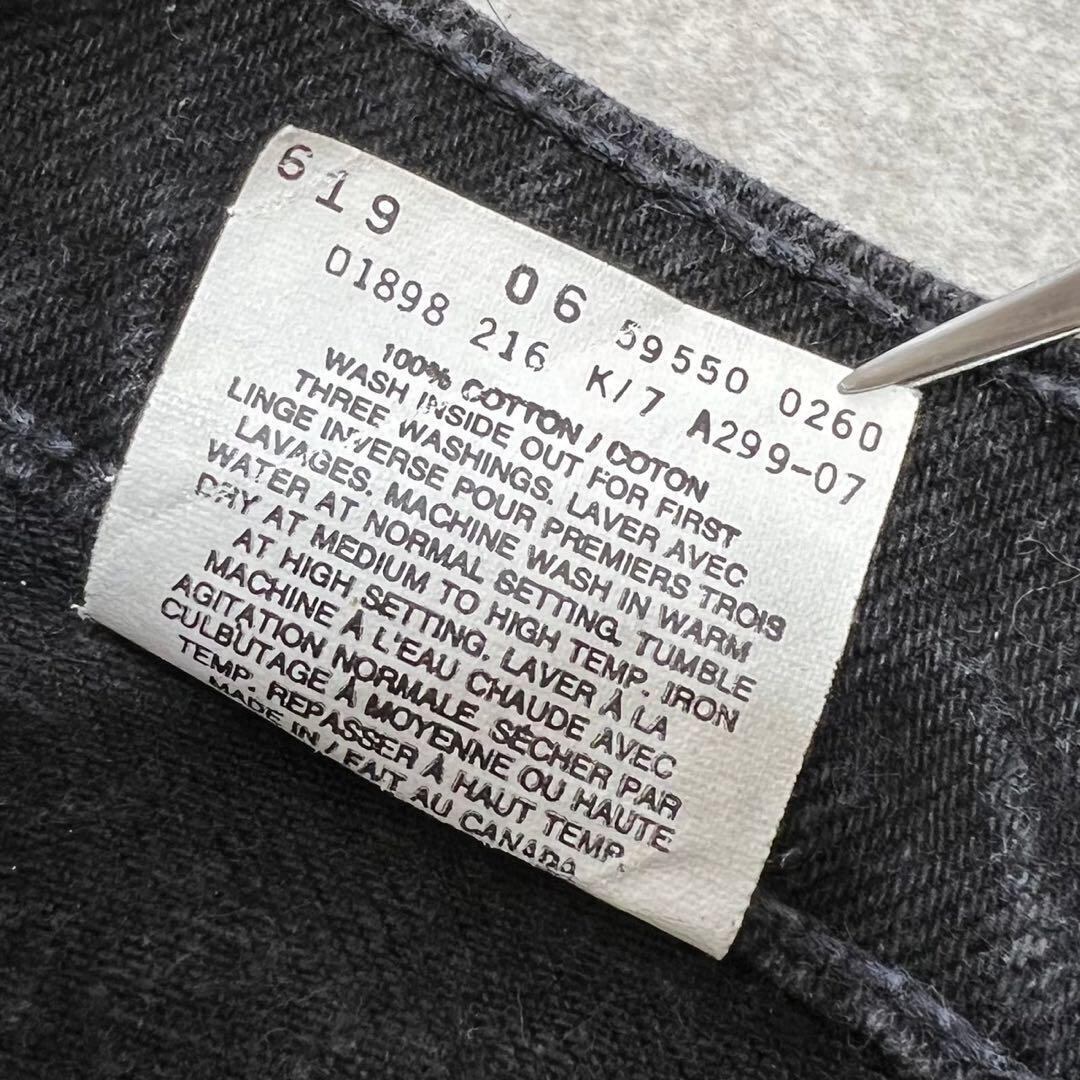 619 06 59550 0260
01898 216 K/7 A299-07
100% COTTON / COTON
WASH INSIDE OUT FOR FIRST
THREE WASHINGS. LAVER AVEC
LINGE INVERSE POUR PREMIERS TROIS
LAVAGES. MACHINE WASH IN WARM
WATER AT NORMAL SETTING. TUMBLE
DRY AT MEDIUM TO HIGH TEMP. IRON
AT HIGH SETTING. LAVER À LA
MACHINE À L'EAU CHAUDE AVEC
AGITATION NORMALE. SÉCHER PAR
CULBUTAGE À MOYENNE OU HAUTE
TEMP. REPASSER À HAUT TEMP.
MADE IN / FAIT AU CANADA